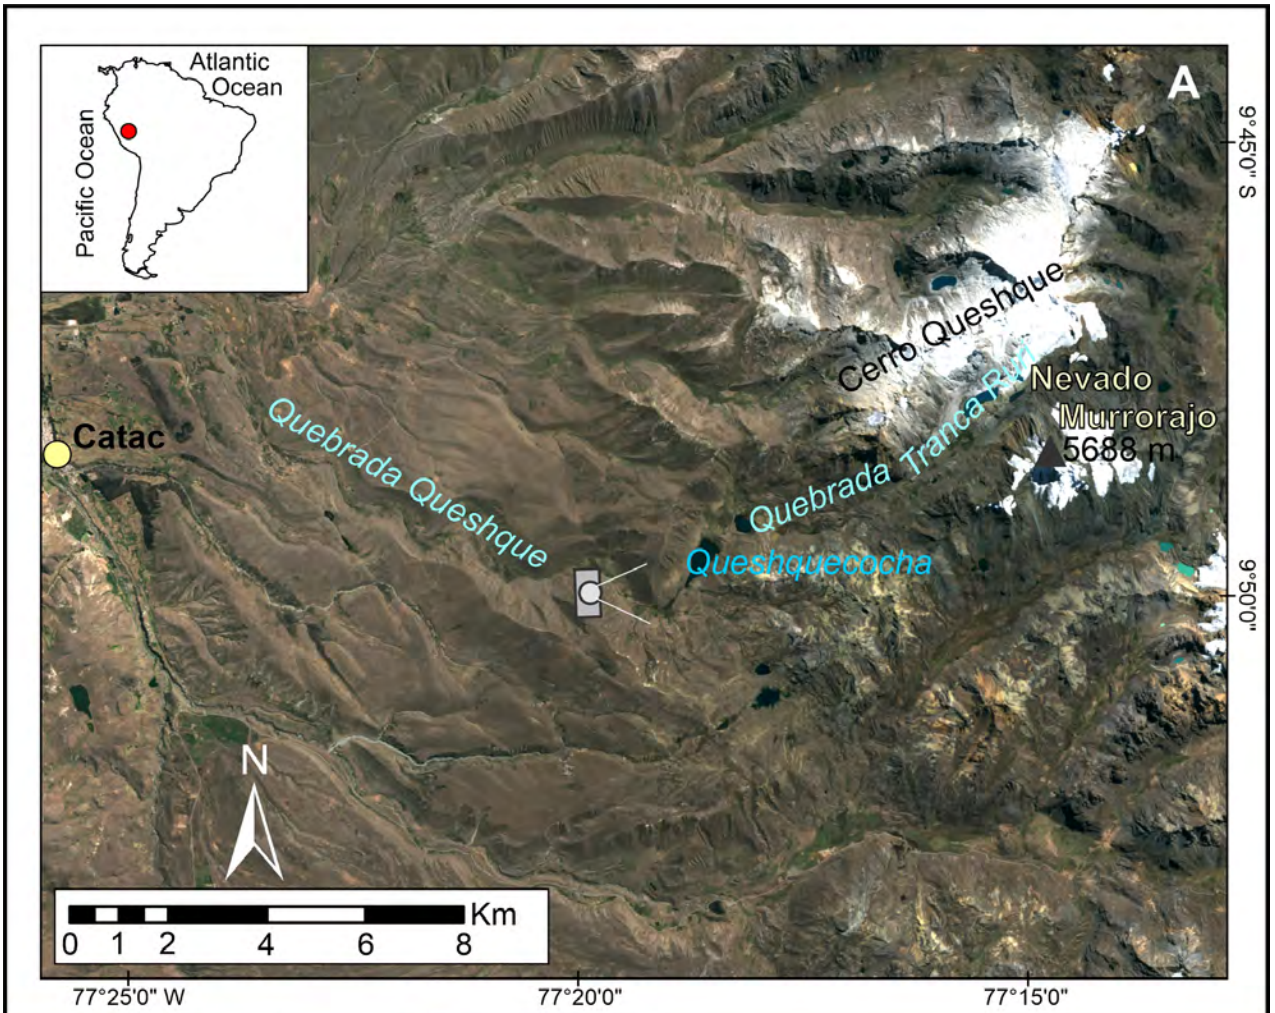 Atlantic
Ocean
Pacific Ocean
A
9°45'0" S
Cerro Queshque
Quebrada Tranca Ruri
Nevado
Murrorajo
5688 m
Catac
Quebrada Queshque
Queshquecocha
9°50'0"
N
Km
0 1 2 4 6 8
77°25'0" W
77°20'0"
77°15'0"